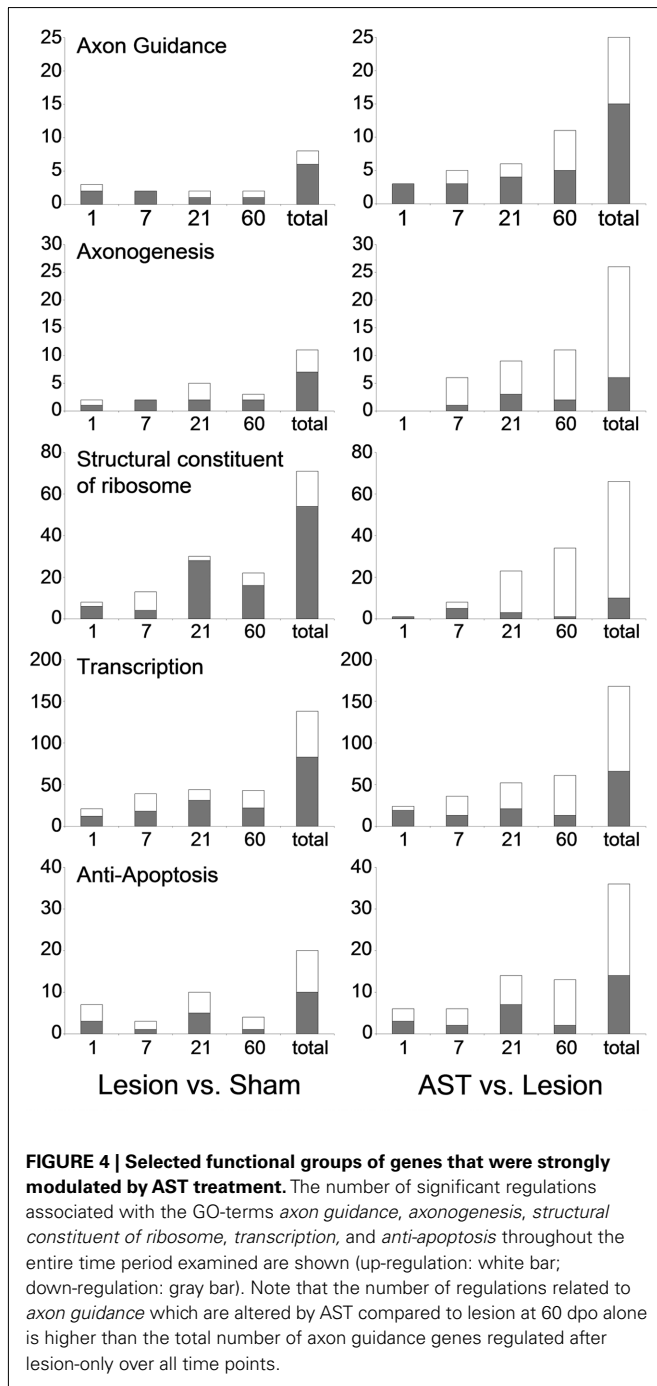 Axon Guidance
25
20
15
10
5
0
1 7 21 60 total
25
20
15
10
5
0
1 7 21 60 total
Axonogenesis
30
25
20
15
10
5
0
1 7 21 60 total
30
25
20
15
10
5
0
1 7 21 60 total
Structural constituent
of ribosome
80
60
40
20
0
1 7 21 60 total
80
60
40
20
0
1 7 21 60 total
Transcription
200
150
100
50
0
1 7 21 60 total
200
150
100
50
0
1 7 21 60 total
Anti-Apoptosis
40
30
20
10
0
1 7 21 60 total
40
30
20
10
0
1 7 21 60 total
Lesion vs. Sham
AST vs. Lesion
FIGURE 4 | Selected functional groups of genes that were strongly
modulated by AST treatment. The number of significant regulations
associated with the GO-terms axon guidance, axonogenesis, structural
constituent of ribosome, transcription, and anti-apoptosis throughout the
entire time period examined are shown (up-regulation: white bar;
down-regulation: gray bar). Note that the number of regulations related to
axon guidance which are altered by AST compared to lesion at 60 dpo alone
is higher than the total number of axon guidance genes regulated after
lesion-only over all time points.